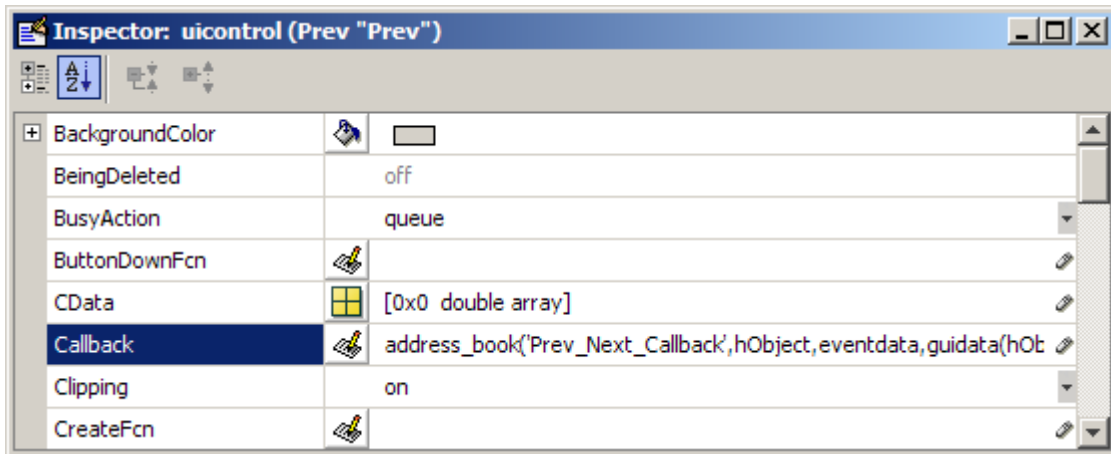 Inspector: uicontrol (Prev "Prev")
BackgroundColor
BeingDeleted off
BusyAction queue
ButtonDownFcn
CData [0x0 double array]
Callback address_book('Prev_Next_Callback',hObject,eventdata,guidata(hOb
Clipping on
CreateFcn